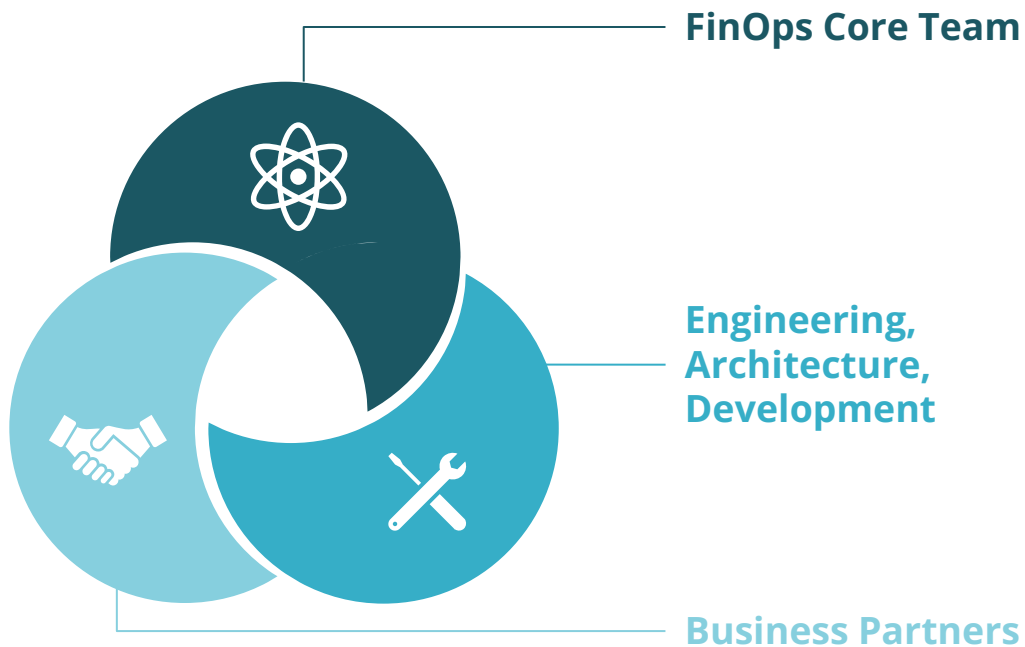 FinOps Core Team
Engineering,
Architecture,
Development
Business Partners